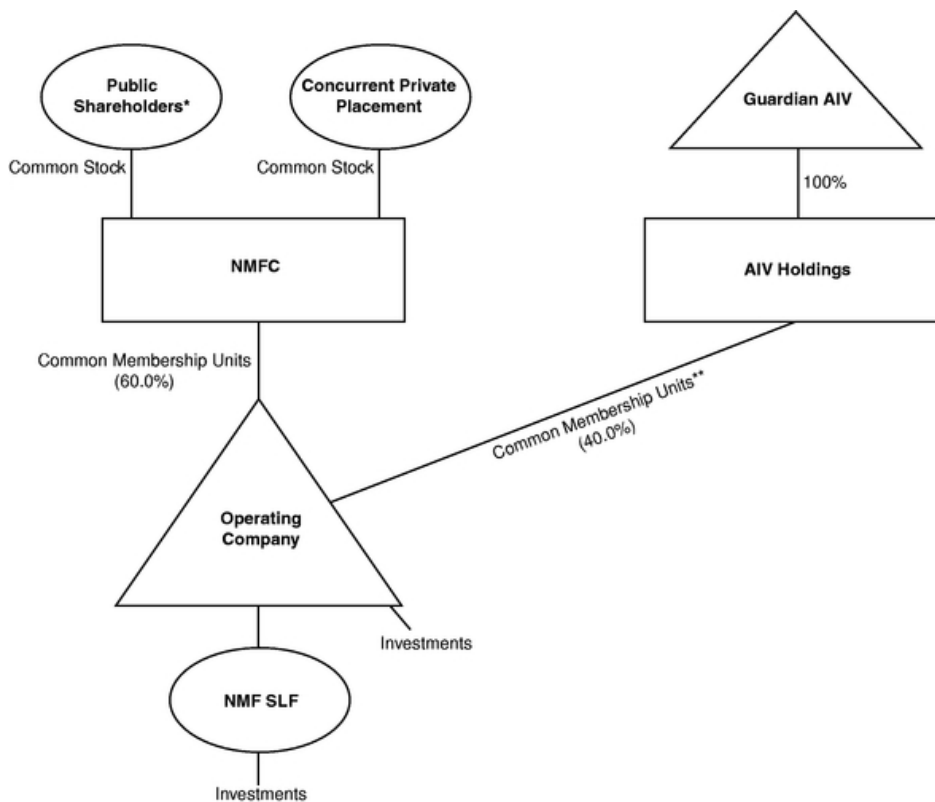 Public
Shareholders*
Concurrent Private
Placement
Guardian AIV
Common Stock
Common Stock
100%
NMFC
AIV Holdings
Common Membership Units
(60.0%)
Common Membership Units**
(40.0%)
Operating
Company
Investments
NMF SLF
Investments